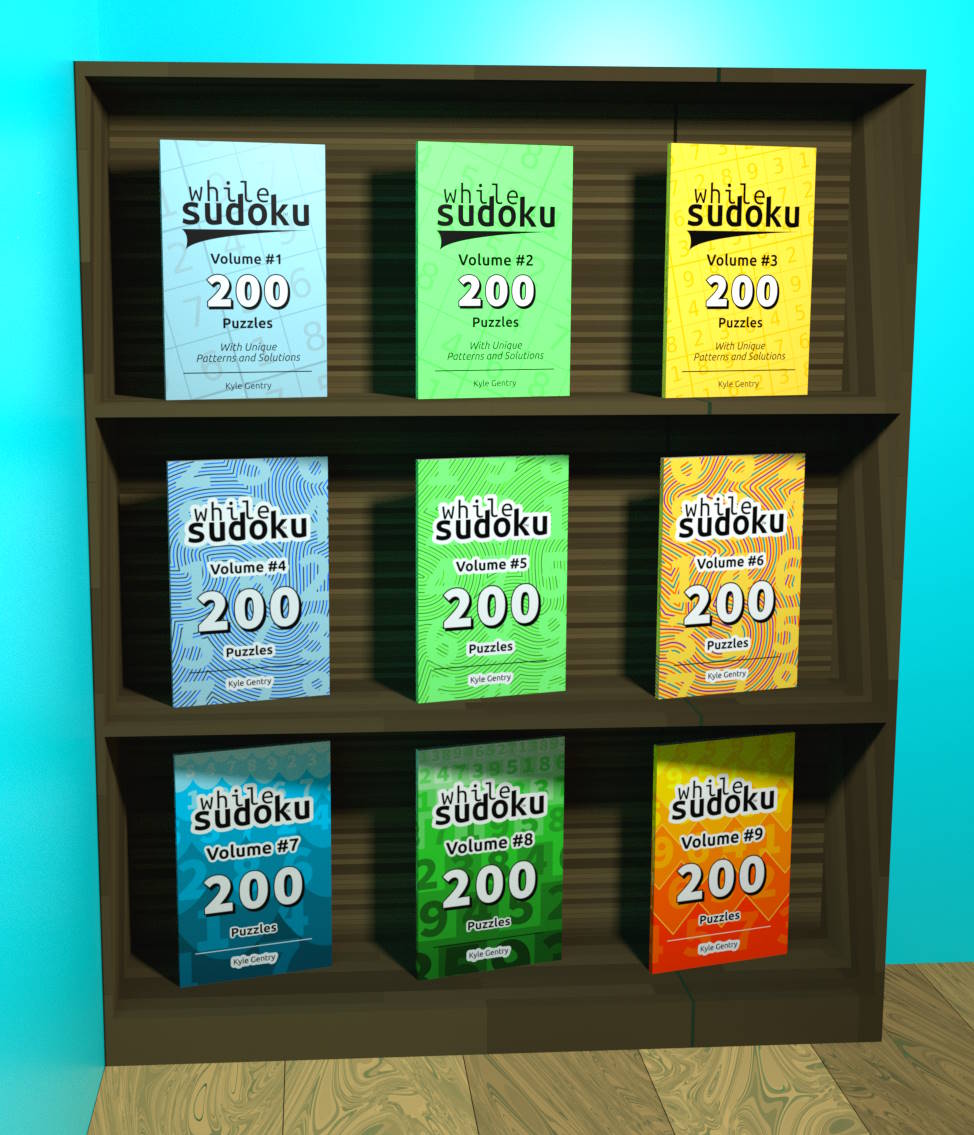 while
sudoku
Volume #1
200
Puzzles
With Unique
Patterns and Solutions
Kyle Gentry
while
sudoku
Volume #2
200
Puzzles
With Unique
Patterns and Solutions
Kyle Gentry
while
sudoku
Volume #3
200
Puzzles
With Unique
Patterns and Solutions
Kyle Gentry
while
sudoku
Volume #4
200
Puzzles
Kyle Gentry
while
sudoku
Volume #5
200
Puzzles
Kyle Gentry
while
sudoku
Volume #6
200
Puzzles
Kyle Gentry
while
sudoku
Volume #7
200
Puzzles
Kyle Gentry
while
sudoku
Volume #8
200
Puzzles
Kyle Gentry
while
sudoku
Volume #9
200
Puzzles
Kyle Gentry